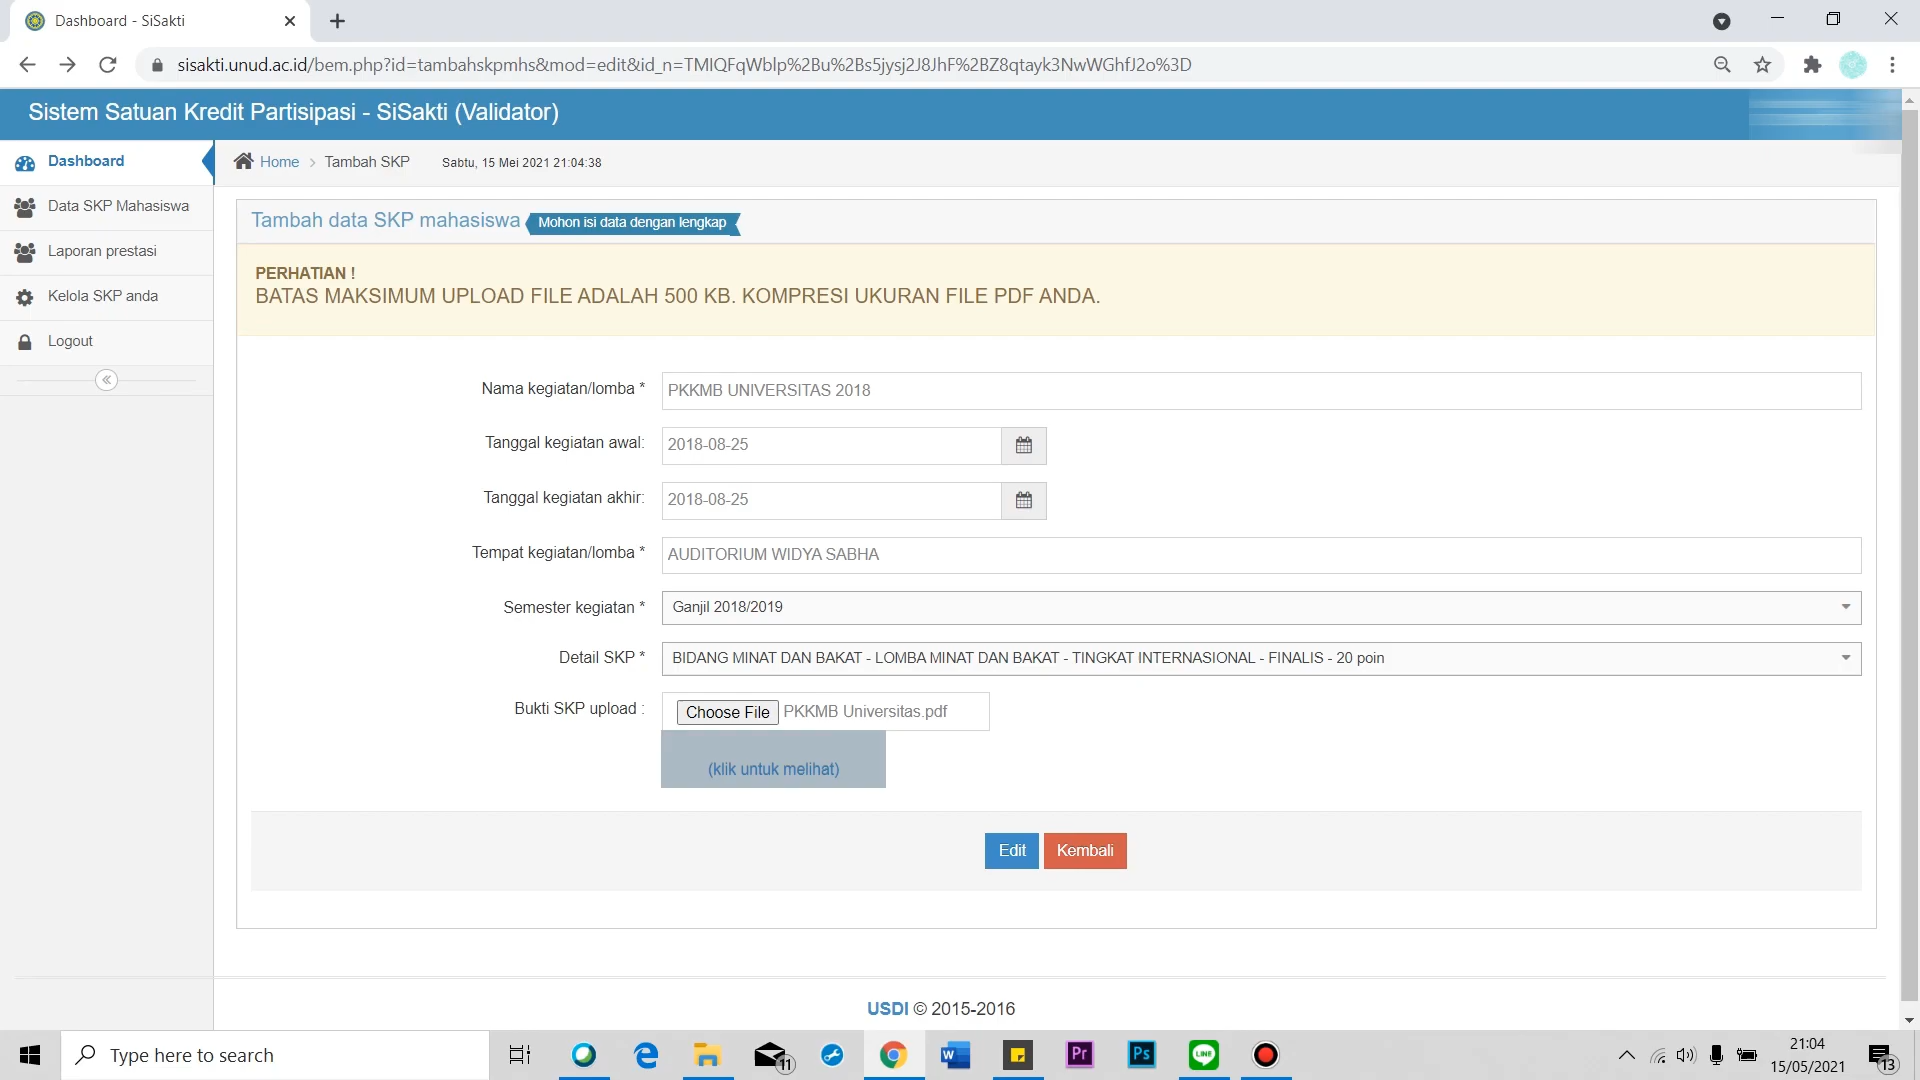 Dashboard - SiSakti
sisakti.unud.ac.id/bem.php?id=tambahskpmhs&mod=edit&id_n=TMIQFqWblp%2Bu%2Bs5jysj2J8JhF%2BZ8qtayk3NwWGhfJ2o%3D
Sistem Satuan Kredit Partisipasi - SiSakti (Validator)
Dashboard
Data SKP Mahasiswa
Laporan prestasi
Kelola SKP anda
Logout
Home > Tambah SKP Sabtu, 15 Mei 2021 21:04:38
Tambah data SKP mahasiswa Mohon isi data dengan lengkap
PERHATIAN !
BATAS MAKSIMUM UPLOAD FILE ADALAH 500 KB. KOMPRESI UKURAN FILE PDF ANDA.
Nama kegiatan/lomba * PKKMB UNIVERSITAS 2018
Tanggal kegiatan awal: 2018-08-25
Tanggal kegiatan akhir: 2018-08-25
Tempat kegiatan/lomba * AUDITORIUM WIDYA SABHA
Semester kegiatan * Ganjil 2018/2019
Detail SKP * BIDANG MINAT DAN BAKAT - LOMBA MINAT DAN BAKAT - TINGKAT INTERNASIONAL - FINALIS - 20 poin
Bukti SKP upload : Choose File PKKMB Universitas.pdf
(klik untuk melihat)
Edit Kembali
USDI © 2015-2016
Type here to search
11
W
Pr
Ps
LINE
21:04
15/05/2021
13